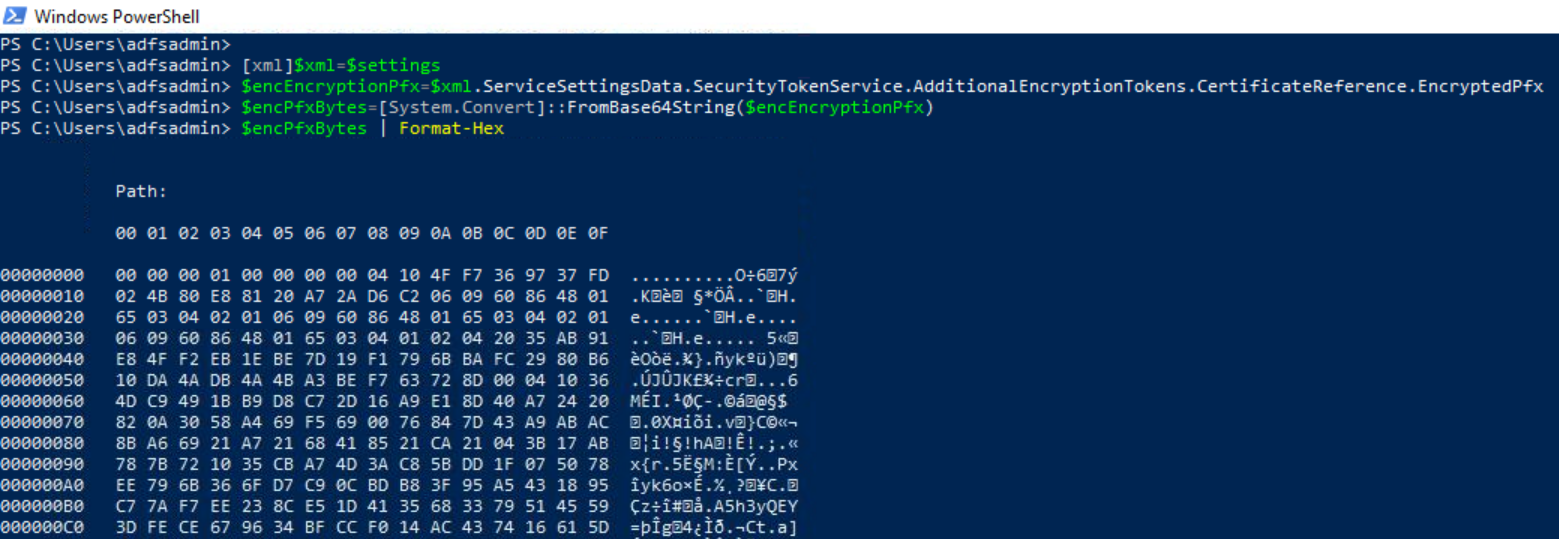 Windows PowerShell
PS C:\Users\adfsadmin>
PS C:\Users\adfsadmin> [xml]$xml=$settings
PS C:\Users\adfsadmin> $encEncryptionPfx=$xml.ServiceSettingsData.SecurityTokenService.AdditionalEncryptionTokens.CertificateReference.EncryptedPfx
PS C:\Users\adfsadmin> $encPfxBytes=[System.Convert]::FromBase64String($encEncryptionPfx)
PS C:\Users\adfsadmin> $encPfxBytes | Format-Hex
Path:
00 01 02 03 04 05 06 07 08 09 0A 0B 0C 0D 0E 0F
00000000 00 00 00 01 00 00 00 00 04 10 4F F7 36 97 37 FD ..........O÷6�7ý
00000010 02 4B 80 E8 81 20 A7 2A D6 C2 06 09 60 86 48 01 .K�è� §*ÖÂ..`�H.
00000020 65 03 04 02 01 06 09 60 86 48 01 65 03 04 02 01 e......`�H.e....
00000030 06 09 60 86 48 01 65 03 04 01 02 04 20 35 AB 91 ..`�H.e..... 5«�
00000040 E8 4F F2 EB 1E BE 7D 19 F1 79 6B BA FC 29 80 B6 èOòë.¾}.ñykºü)�¶
00000050 10 DA 4A DB 4A 4B A3 BE F7 63 72 8D 00 04 10 36 .ÚJÛJK£¾÷cr�...6
00000060 4D C9 49 1B B9 D8 C7 2D 16 A9 E1 8D 40 A7 24 20 MÉI.¹ØÇ-.©á�@§$
00000070 82 0A 30 58 A4 69 F5 69 00 76 84 7D 43 A9 AB AC �.0X¤iõi.v�}C©«¬
00000080 8B A6 69 21 A7 21 68 41 85 21 CA 21 04 3B 17 AB �¦i!§!hA�!Ê!.;.«
00000090 78 7B 72 10 35 CB A7 4D 3A C8 5B DD 1F 07 50 78 x{r.5Ë§M:È[Ý..Px
000000A0 EE 79 6B 36 6F D7 C9 0C BD B8 3F 95 A5 43 18 95 îyk6o×É.½¸?�¥C.�
000000B0 C7 7A F7 EE 23 8C E5 1D 41 35 68 33 79 51 45 59 Çz÷î#�å.A5h3yQEY
000000C0 3D FE CE 67 96 34 BF CC F0 14 AC 43 74 16 61 5D =þÎg�4¿Ìð.¬Ct.a]